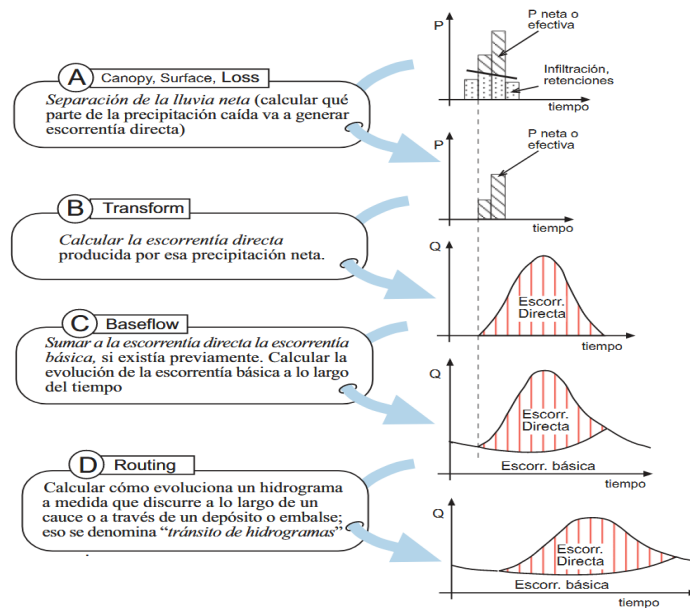 A Canopy, Surface, Loss
Separación de la lluvia neta (calcular qué
parte de la precipitación caída va a generar
escorrentía directa)
P
P neta o
efectiva
Infiltración,
retenciones
tiempo
P
P neta o
efectiva
tiempo
B Transform
Calcular la escorrentía directa
producida por esa precipitación neta.
Q
Escorr.
Directa
tiempo
C Baseflow
Sumar a la escorrentía directa la escorrentía
básica, si existía previamente. Calcular la
evolución de la escorrentía básica a lo largo
del tiempo
Q
Escorr.
Directa
Escorr. básica
tiempo
D Routing
Calcular cómo evoluciona un hidrograma
a medida que discurre a lo largo de un
cauce o a través de un depósito o embalse;
eso se denomina “tránsito de hidrogramas”
.
Q
Escorr.
Directa
Escorr. básica
tiempo